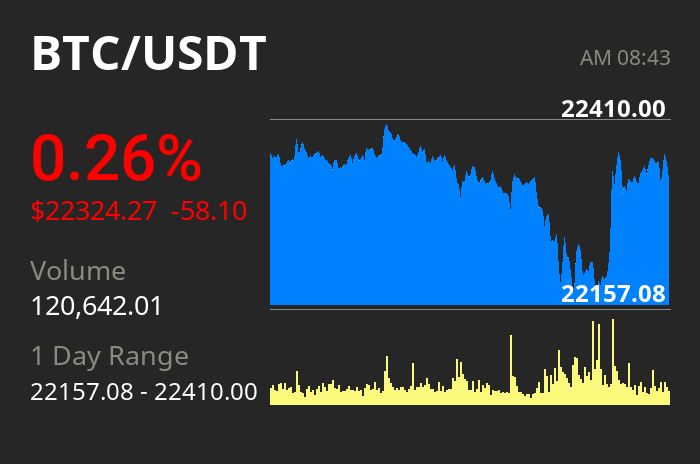 BTC/USDT
AM 08:43
22410.00
0.26%
$22324.27 -58.10
Volume
120,642.01
22157.08
1 Day Range
22157.08 - 22410.00